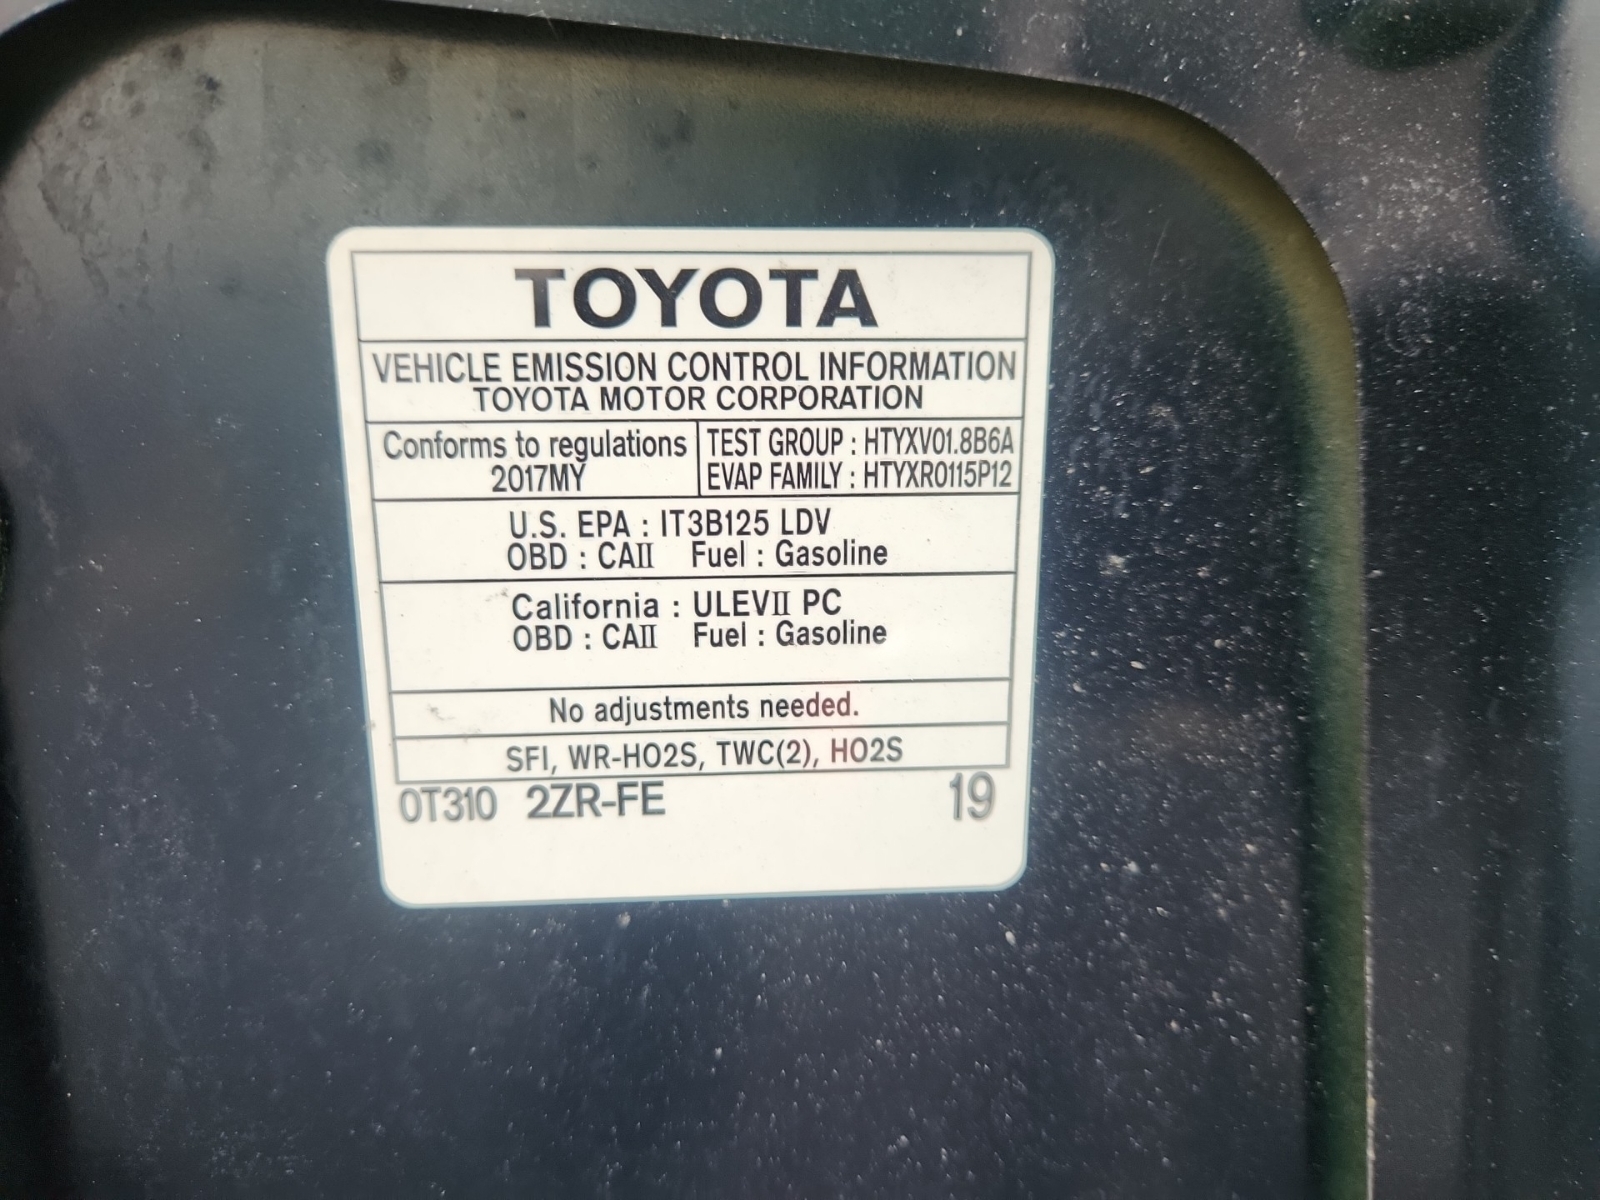 TOYOTA
VEHICLE EMISSION CONTROL INFORMATION
TOYOTA MOTOR CORPORATION
Conforms to regulations
2017MY
TEST GROUP : HTYXV01.8B6A
EVAP FAMILY : HTYXR0115P12
U.S. EPA : IT3B125 LDV
OBD : CAⅡ Fuel : Gasoline
California : ULEVⅡ PC
OBD : CAⅡ Fuel : Gasoline
No adjustments needed.
SFI, WR-HO2S, TWC(2), HO2S
0T310 2ZR-FE 19